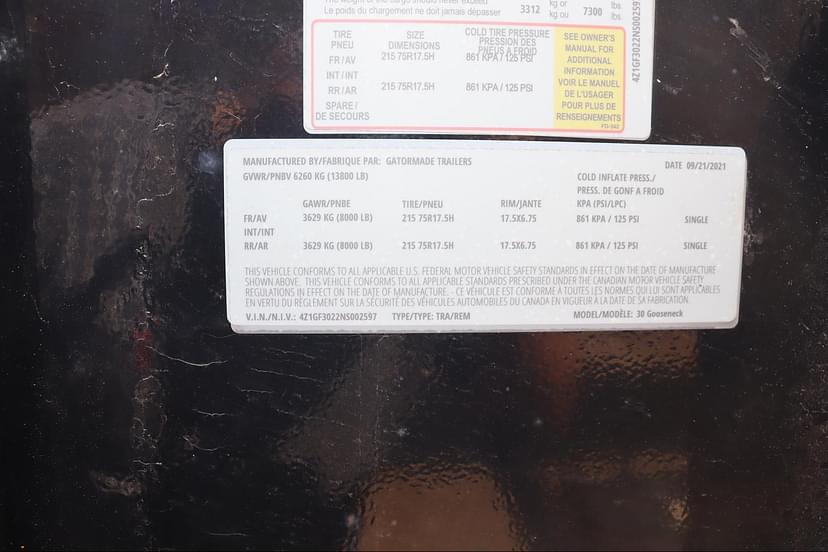 The weight of the cargo should never exceed
Le poids du chargement ne doit jamais dépasser 3312 kg or kg ou 7300 lbs. lbs.
TIRE PNEU SIZE DIMENSIONS COLD TIRE PRESSURE PRESSION DES PNEUS A FROID
FR/AV 215 75R17.5H 861 KPA / 125 PSI
INT/INT
RR/AR 215 75R17.5H 861 KPA / 125 PSI
SPARE/
DE SECOURS
SEE OWNER'S
MANUAL FOR
ADDITIONAL
INFORMATION
VOIR LE MANUEL
DE L'USAGER
POUR PLUS DE
RENSEIGNEMENTS
4Z1GF3022NS002597
MANUFACTURED BY/FABRIQUE PAR: GATORMADE TRAILERS DATE 09/21/2021
GVWR/PNBV 6260 KG (13800 LB) COLD INFLATE PRESS./
PRESS. DE GONF A FROID
GAWR/PNBE TIRE/PNEU RIM/JANTE KPA (PSI/LPC)
FR/AV 3629 KG (8000 LB) 215 75R17.5H 17.5X6.75 861 KPA / 125 PSI SINGLE
INT/INT
RR/AR 3629 KG (8000 LB) 215 75R17.5H 17.5X6.75 861 KPA / 125 PSI SINGLE
THIS VEHICLE CONFORMS TO ALL APPLICABLE U.S. FEDERAL MOTOR VEHICLE SAFETY STANDARDS IN EFFECT ON THE DATE OF MANUFACTURE
SHOWN ABOVE. THIS VEHICLE CONFORMS TO ALL APPLICABLE STANDARDS PRESCRIBED UNDER THE CANADIAN MOTOR VEHICLE SAFETY
REGULATIONS IN EFFECT ON THE DATE OF MANUFACTURE. - CE VÉHICULE EST CONFORME À TOUTES LES NORMES QUI LUI SONT APPLICABLES
EN VERTU DU RÈGLEMENT SUR LA SÉCURITÉ DES VÉHICULES AUTOMOBILES DU CANADA EN VIGUEUR À LA DATE DE SA FABRICATION.
V.I.N./N.I.V.: 4Z1GF3022NS002597 TYPE/TYPE: TRA/REM MODEL/MODÈLE: 30 Gooseneck